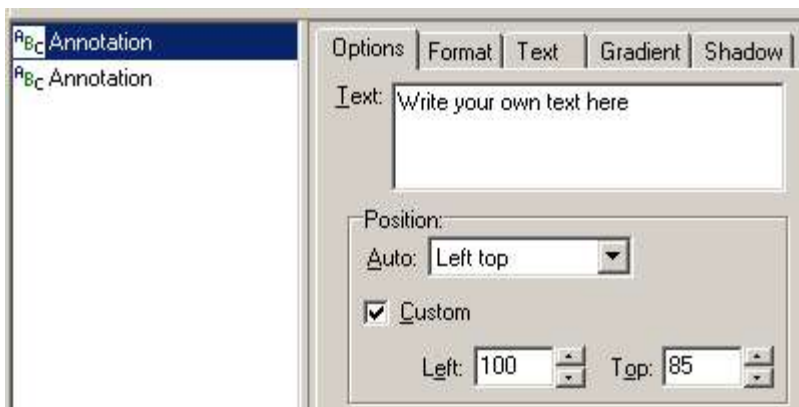 ABC Annotation
ABC Annotation
Options Format Text Gradient Shadow
Text: Write your own text here
Position:
Auto: Left top
Custom
Left: 100 Top: 85